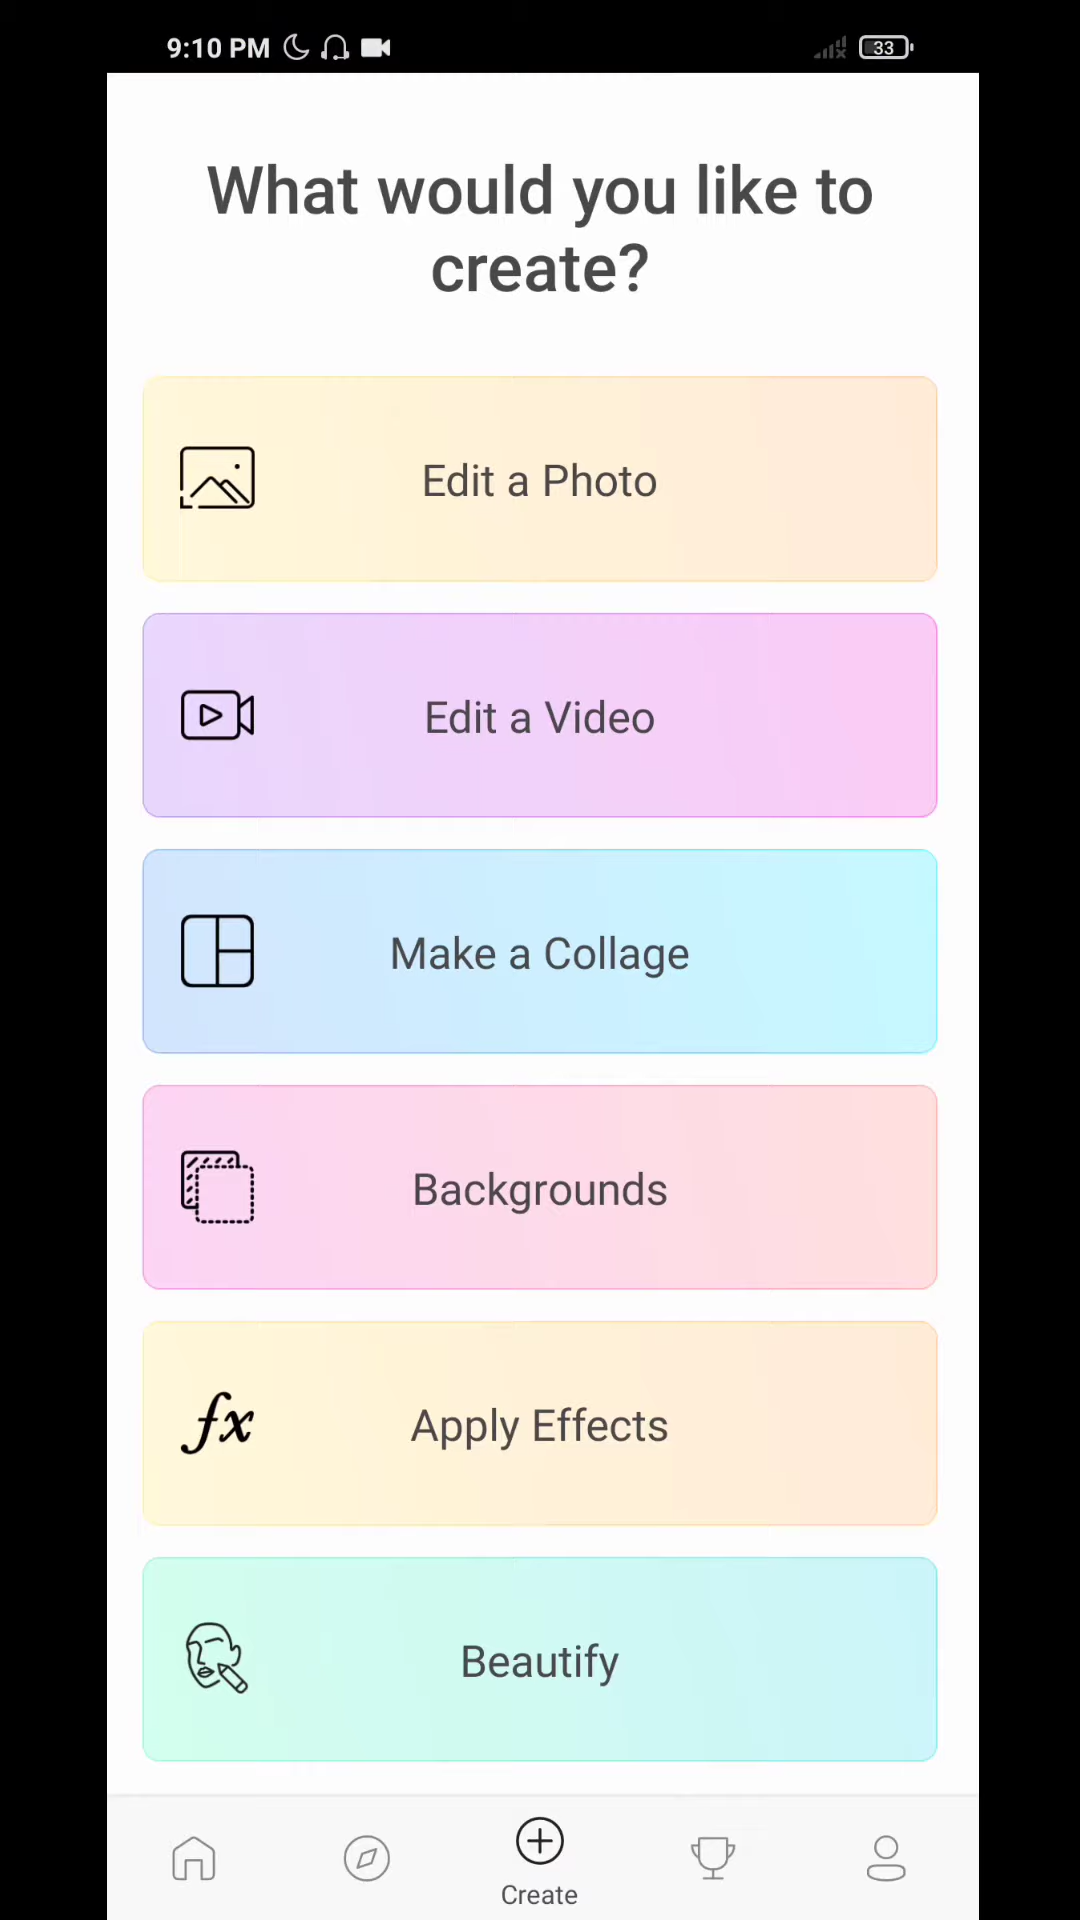 9:10 PM 33
What would you like to
create?
Edit a Photo
Edit a Video
Make a Collage
Backgrounds
fx Apply Effects
Beautify
Create